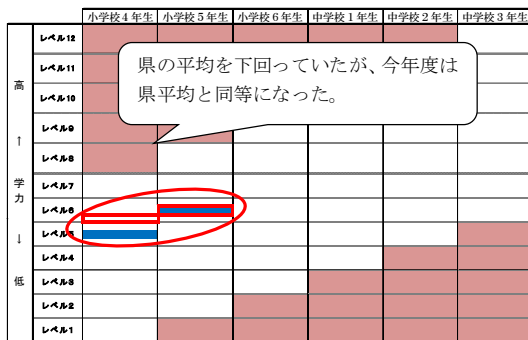 小学校４年生 小学校５年生 小学校６年生 中学校１年生 中学校２年生 中学校３年生
レベル12
レベル11
レベル10
レベル9
レベル8
レベル7
レベル6
レベル5
レベル4
レベル3
レベル2
レベル1
高
↑
学
力
↓
低
県の平均を下回っていたが、今年度は
県平均と同等になった。